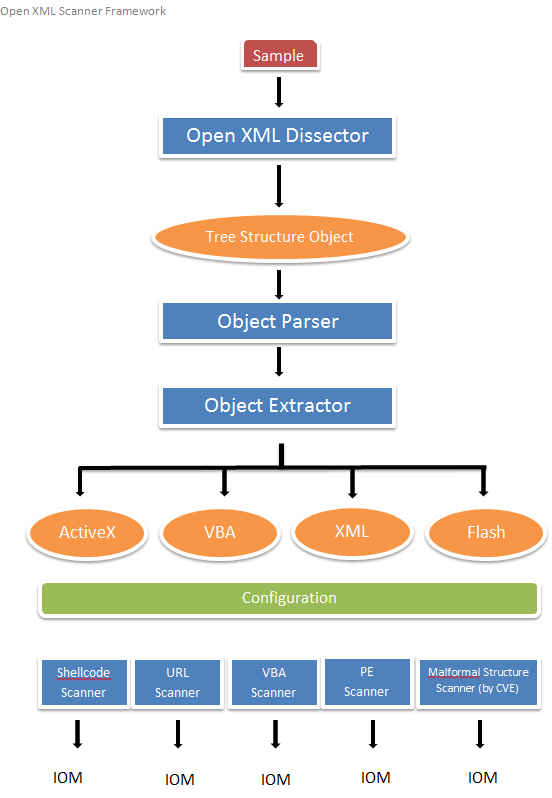 Open XML Scanner Framework
Sample
Open XML Dissector
Tree Structure Object
Object Parser
Object Extractor
ActiveX
VBA
XML
Flash
Configuration
Shellcode
Scanner
URL
Scanner
VBA
Scanner
PE
Scanner
Malformal Structure
Scanner (by CVE)
IOM
IOM
IOM
IOM
IOM